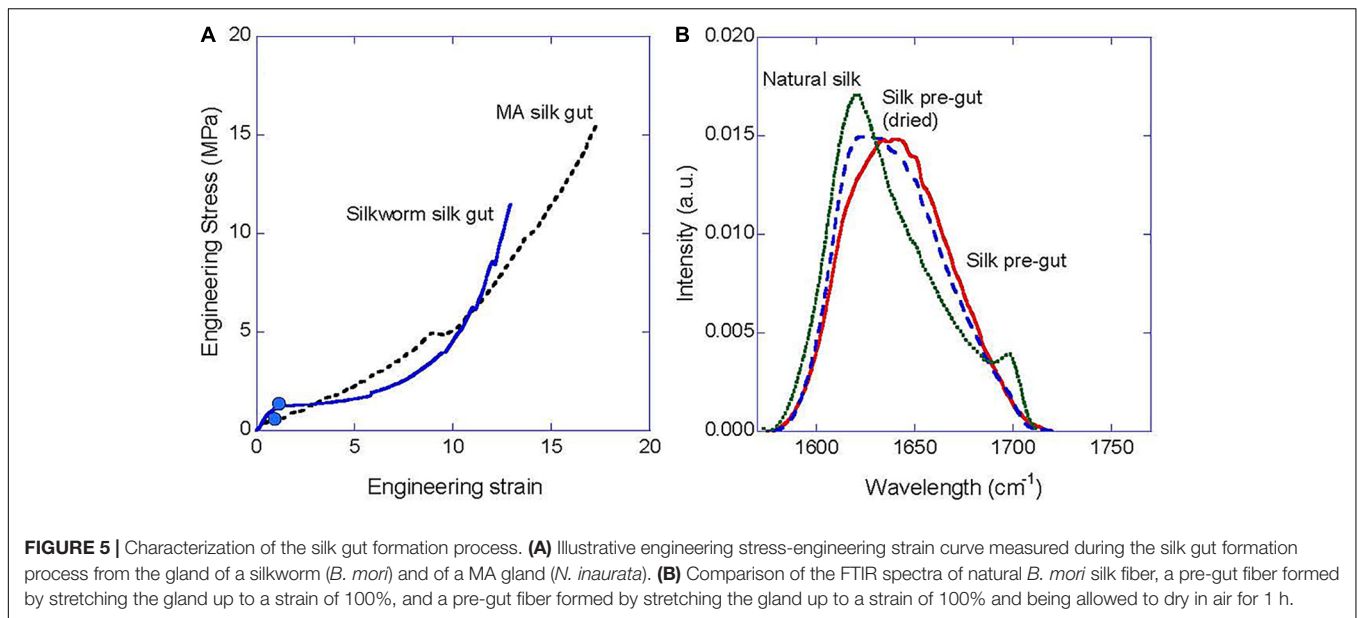 A
20
15
10
5
0
0
5
10
15
20
Engineering Stress (MPa)
Engineering strain
MA silk gut
Silkworm silk gut
B
0.020
0.015
0.010
0.005
0.000
1600
1650
1700
1750
Intensity (a.u.)
Wavelength (cm⁻¹)
Natural silk
Silk pre-gut
(dried)
Silk pre-gut
FIGURE 5 | Characterization of the silk gut formation process. (A) Illustrative engineering stress-engineering strain curve measured during the silk gut formation
process from the gland of a silkworm (B. mori) and of a MA gland (N. inaurata). (B) Comparison of the FTIR spectra of natural B. mori silk fiber, a pre-gut fiber formed
by stretching the gland up to a strain of 100%, and a pre-gut fiber formed by stretching the gland up to a strain of 100% and being allowed to dry in air for 1 h.